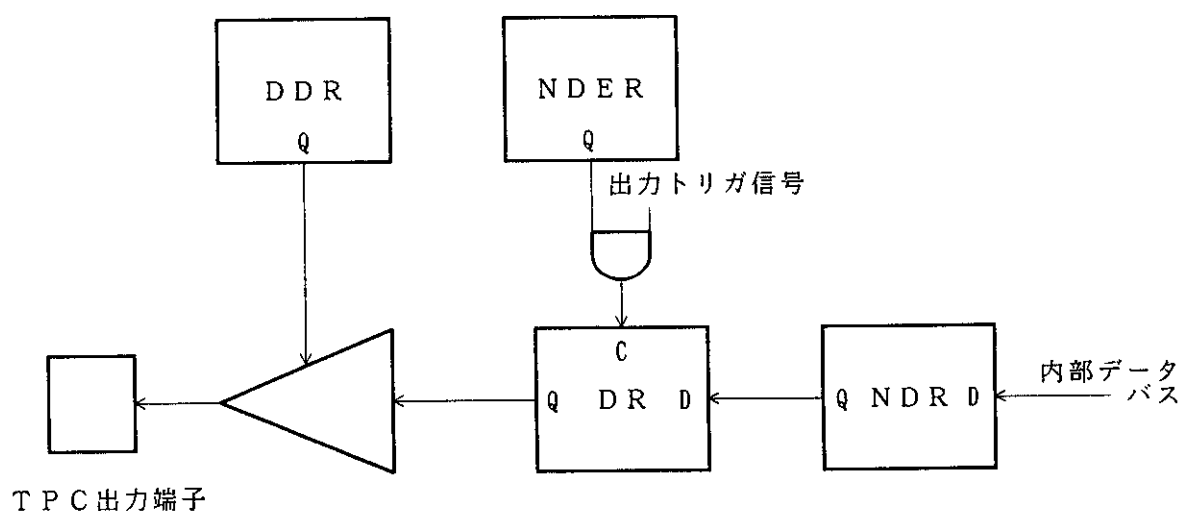 DDR
Q
NDER
Q
出力トリガ信号
C
Q DR D
Q NDR D
内部データ
バス
TPC出力端子